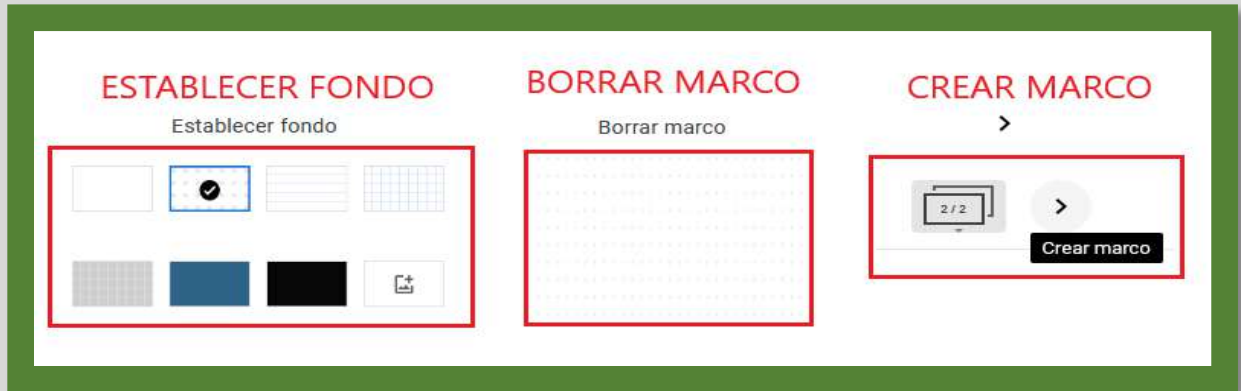 ESTABLECER FONDO
Establecer fondo
BORRAR MARCO
Borrar marco
CREAR MARCO
>
2 / 2
>
Crear marco